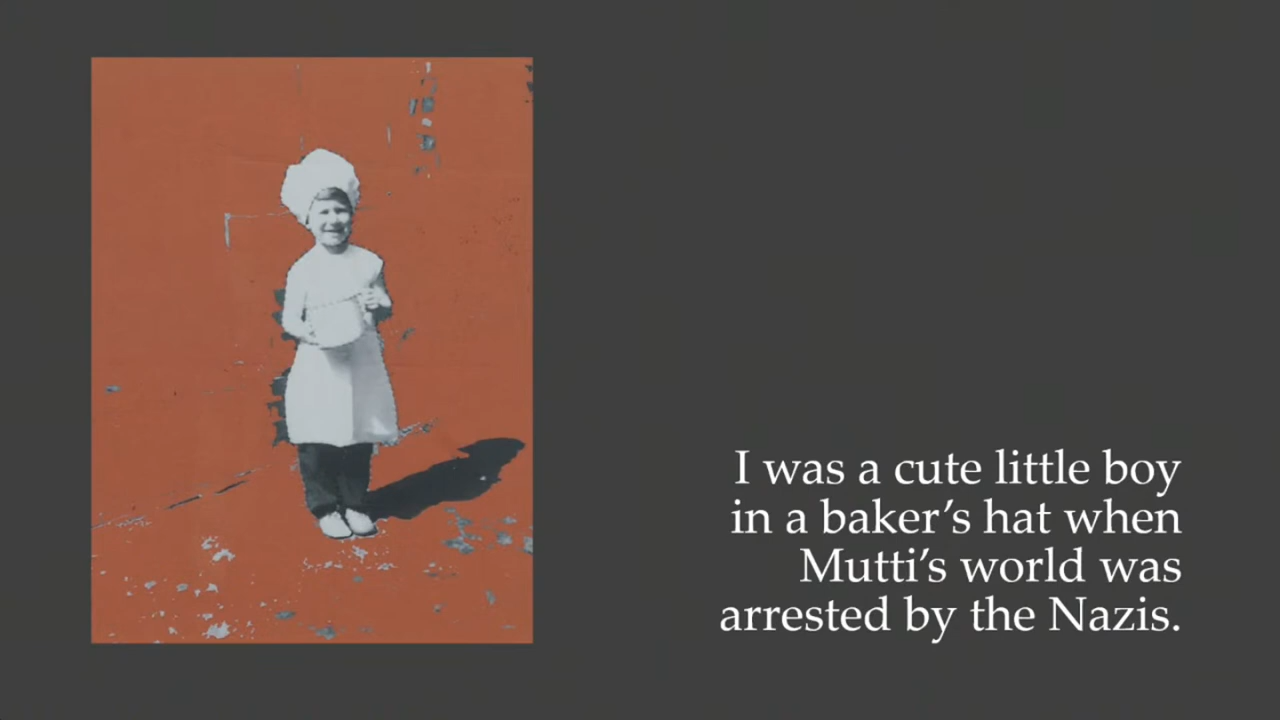 I was a cute little boy
in a baker’s hat when
Mutti’s world was
arrested by the Nazis.